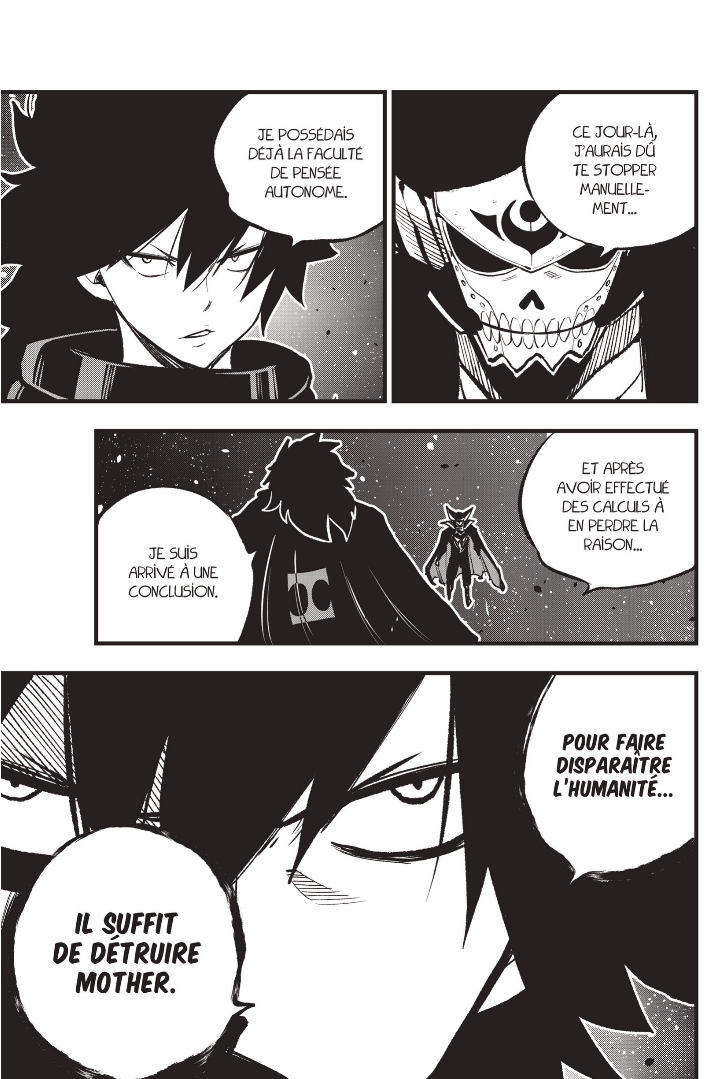 CE JOUR-LÀ,
J'AURAIS DÛ
TE STOPPER
MANUELLE-
MENT...
JE POSSÉDAIS
DÉJÀ LA FACULTÉ
DE PENSÉE
AUTONOME.
ET APRÈS
AVOIR EFFECTUÉ
DES CALCULS À
EN PERDRE LA
RAISON...
JE SUIS
ARRIVÉ À UNE
CONCLUSION.
POUR FAIRE
DISPARAÎTRE
L'HUMANITÉ...
IL SUFFIT
DE DÉTRUIRE
MOTHER.